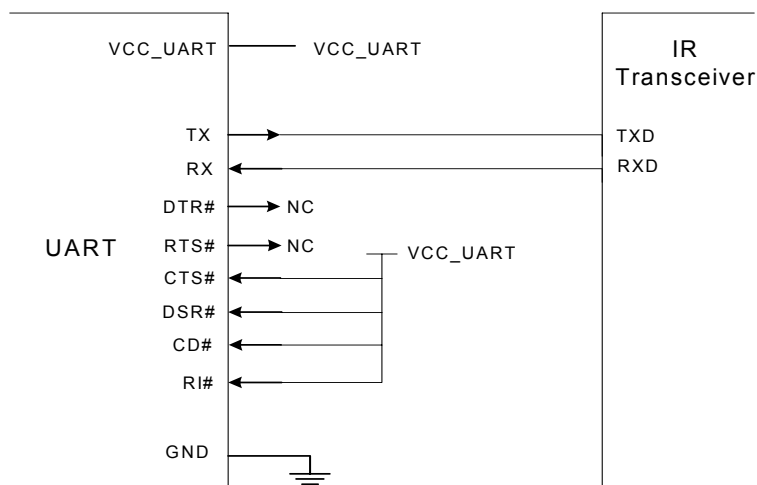 VCC_UART VCC_UART
IR
Transceiver
TX TXD
RX RXD
DTR# NC
UART
RTS# NC
VCC_UART
CTS#
DSR#
CD#
RI#
GND